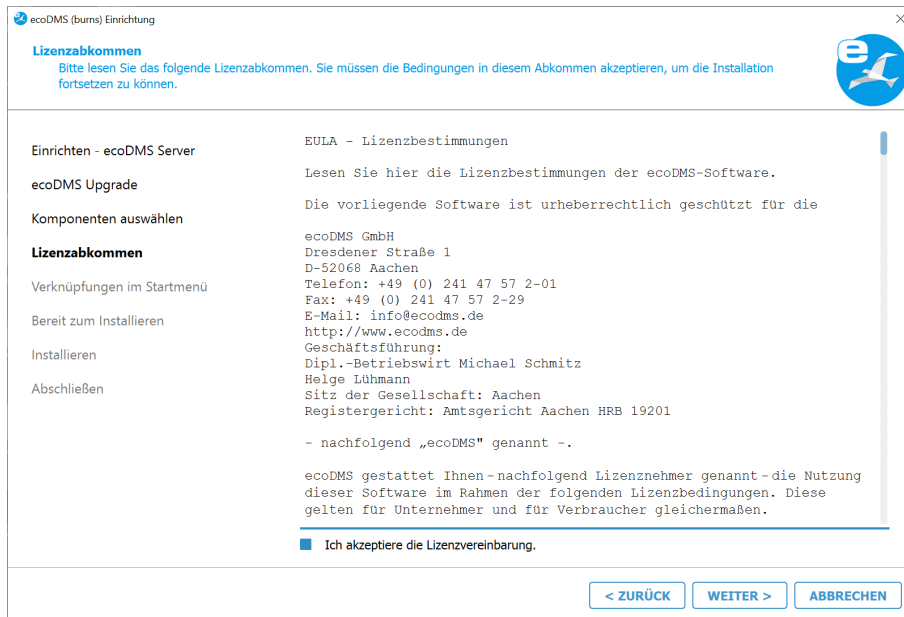 ecoDMS (burns) Einrichtung
Lizenzabkommen
Bitte lesen Sie das folgende Lizenzabkommen. Sie müssen die Bedingungen in diesem Abkommen akzeptieren, um die Installation
fortsetzen zu können.
e
Einrichten - ecoDMS Server
ecoDMS Upgrade
Komponenten auswählen
Lizenzabkommen
Verknüpfungen im Startmenü
Bereit zum Installieren
Installieren
Abschließen
EULA - Lizenzbestimmungen
Lesen Sie hier die Lizenzbestimmungen der ecoDMS-Software.
Die vorliegende Software ist urheberrechtlich geschützt für die
ecoDMS GmbH
Dresdener Straße 1
D-52068 Aachen
Telefon: +49 (0) 241 47 57 2-01
Fax: +49 (0) 241 47 57 2-29
E-Mail: info@ecodms.de
http://www.ecodms.de
Geschäftsführung:
Dipl.-Betriebswirt Michael Schmitz
Helge Lühmann
Sitz der Gesellschaft: Aachen
Registergericht: Amtsgericht Aachen HRB 19201
- nachfolgend „ecoDMS" genannt -.
ecoDMS gestattet Ihnen – nachfolgend Lizenznehmer genannt – die Nutzung
dieser Software im Rahmen der folgenden Lizenzbedingungen. Diese
gelten für Unternehmer und für Verbraucher gleichermaßen.
Ich akzeptiere die Lizenzvereinbarung.
< ZURÜCK
WEITER >
ABBRECHEN